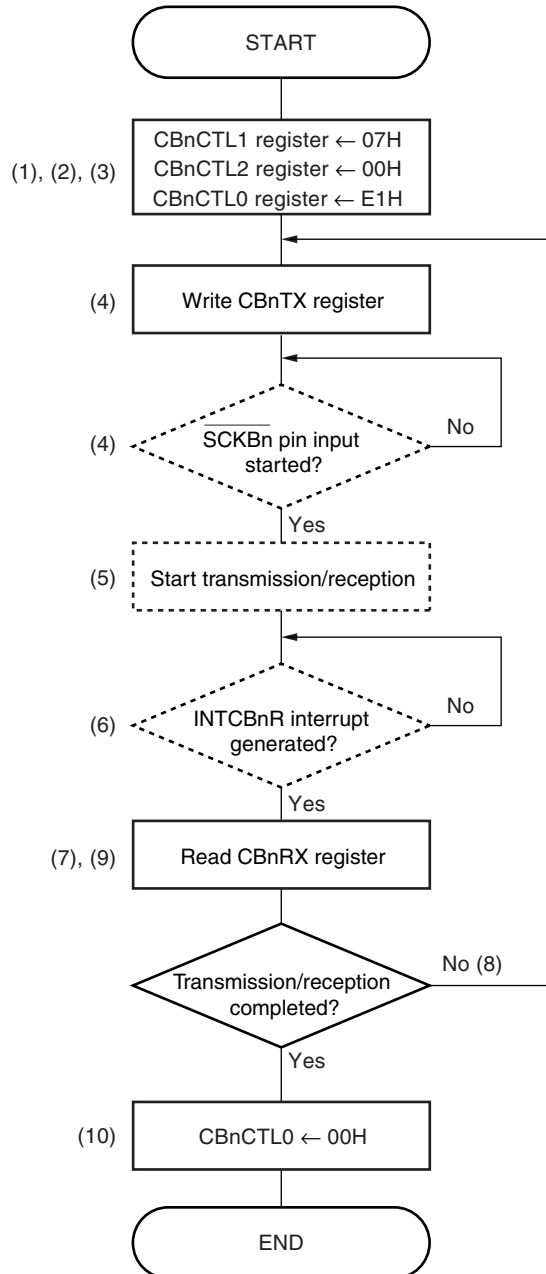 START
(1), (2), (3)
CBnCTL1 register ← 07H
CBnCTL2 register ← 00H
CBnCTL0 register ← E1H
(4)
Write CBnTX register
(4)
S̅C̅K̅B̅n̅ pin input
started?
No
Yes
(5)
Start transmission/reception
(6)
INTCBnR interrupt
generated?
No
Yes
(7), (9)
Read CBnRX register
Transmission/reception
completed?
No (8)
Yes
(10)
CBnCTL0 ← 00H
END